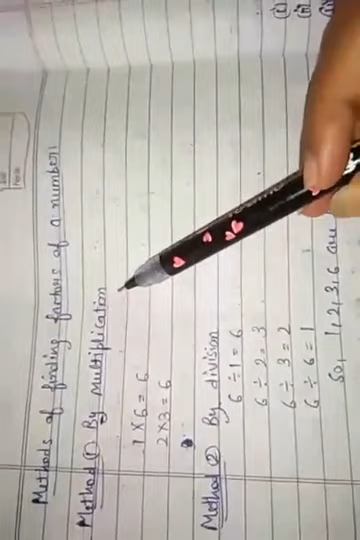 Methods of finding factors of a number:
Method ① By multiplication
1 × 6 = 6
2 × 3 = 6
Method ② By division
6 ÷ 1 = 6
6 ÷ 2 = 3
6 ÷ 3 = 2
6 ÷ 6 = 1
So, 1, 2, 3, 6 are
(i)
(ii)